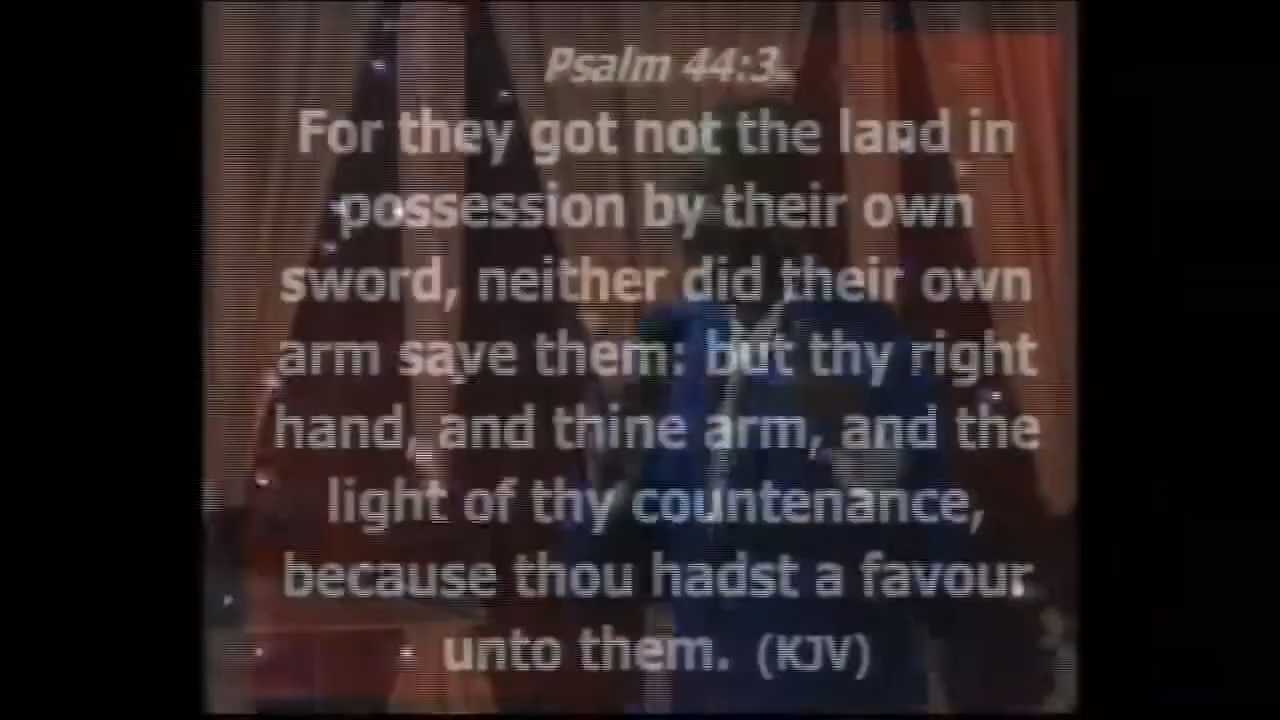 Psalm 44:3.
For they got not the land in
possession by their own
sword, neither did their own
arm save them: but thy right
hand, and thine arm, and the
light of thy countenance,
because thou hadst a favour
unto them. (KJV)